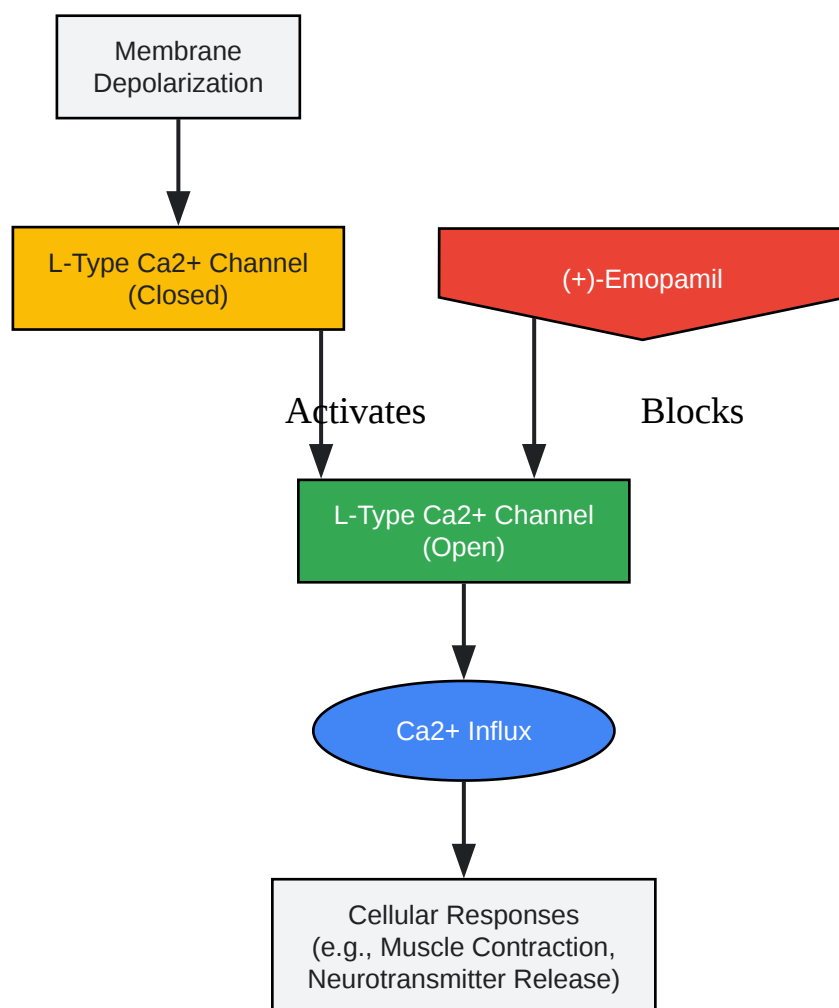 Membrane
Depolarization
L-Type Ca2+ Channel
(Closed)
(+)-Emopamil
Activates
Blocks
L-Type Ca2+ Channel
(Open)
Ca2+ Influx
Cellular Responses
(e.g., Muscle Contraction,
Neurotransmitter Release)